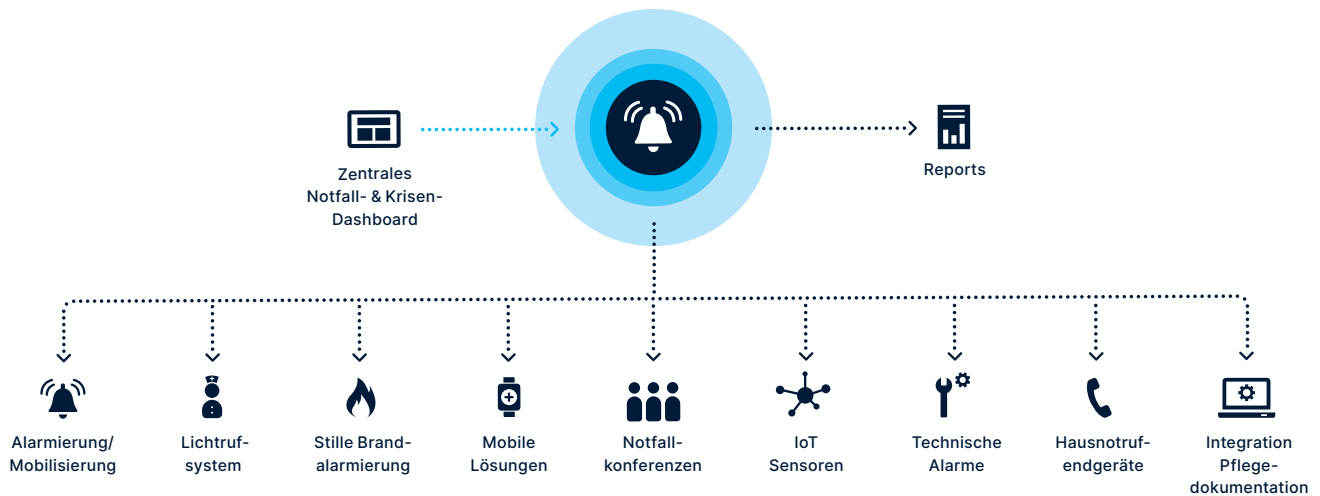 Zentrales
Notfall- & Krisen-
Dashboard
Reports
Alarmierung/
Mobilisierung
Lichtruf-
system
Stille Brand-
alarmierung
Mobile
Lösungen
Notfall-
konferenzen
IoT
Sensoren
Technische
Alarme
Hausnotruf-
endgeräte
Integration
Pflege-
dokumentation